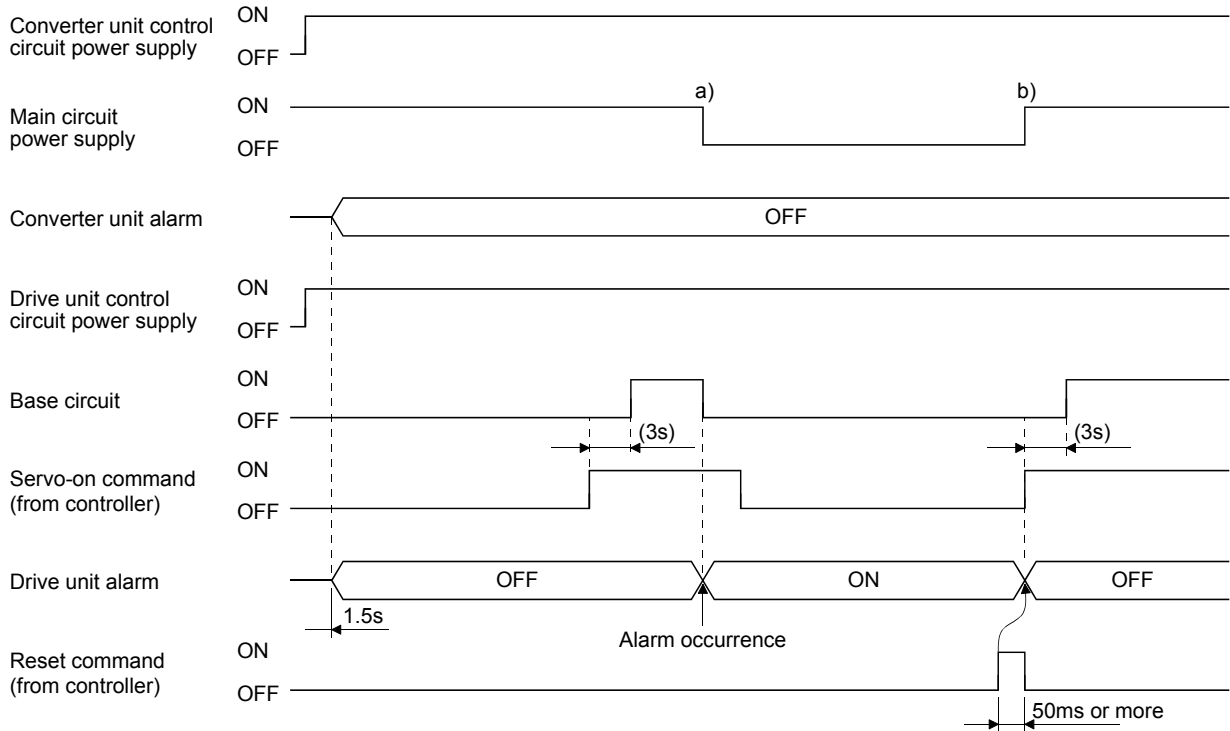 Converter unit control
circuit power supply
ON
OFF
Main circuit
power supply
ON
OFF
a)
b)
Converter unit alarm
OFF
Drive unit control
circuit power supply
ON
OFF
Base circuit
ON
OFF
(3s)
(3s)
Servo-on command
(from controller)
ON
OFF
Drive unit alarm
OFF
ON
OFF
1.5s
Alarm occurrence
Reset command
(from controller)
ON
OFF
50ms or more